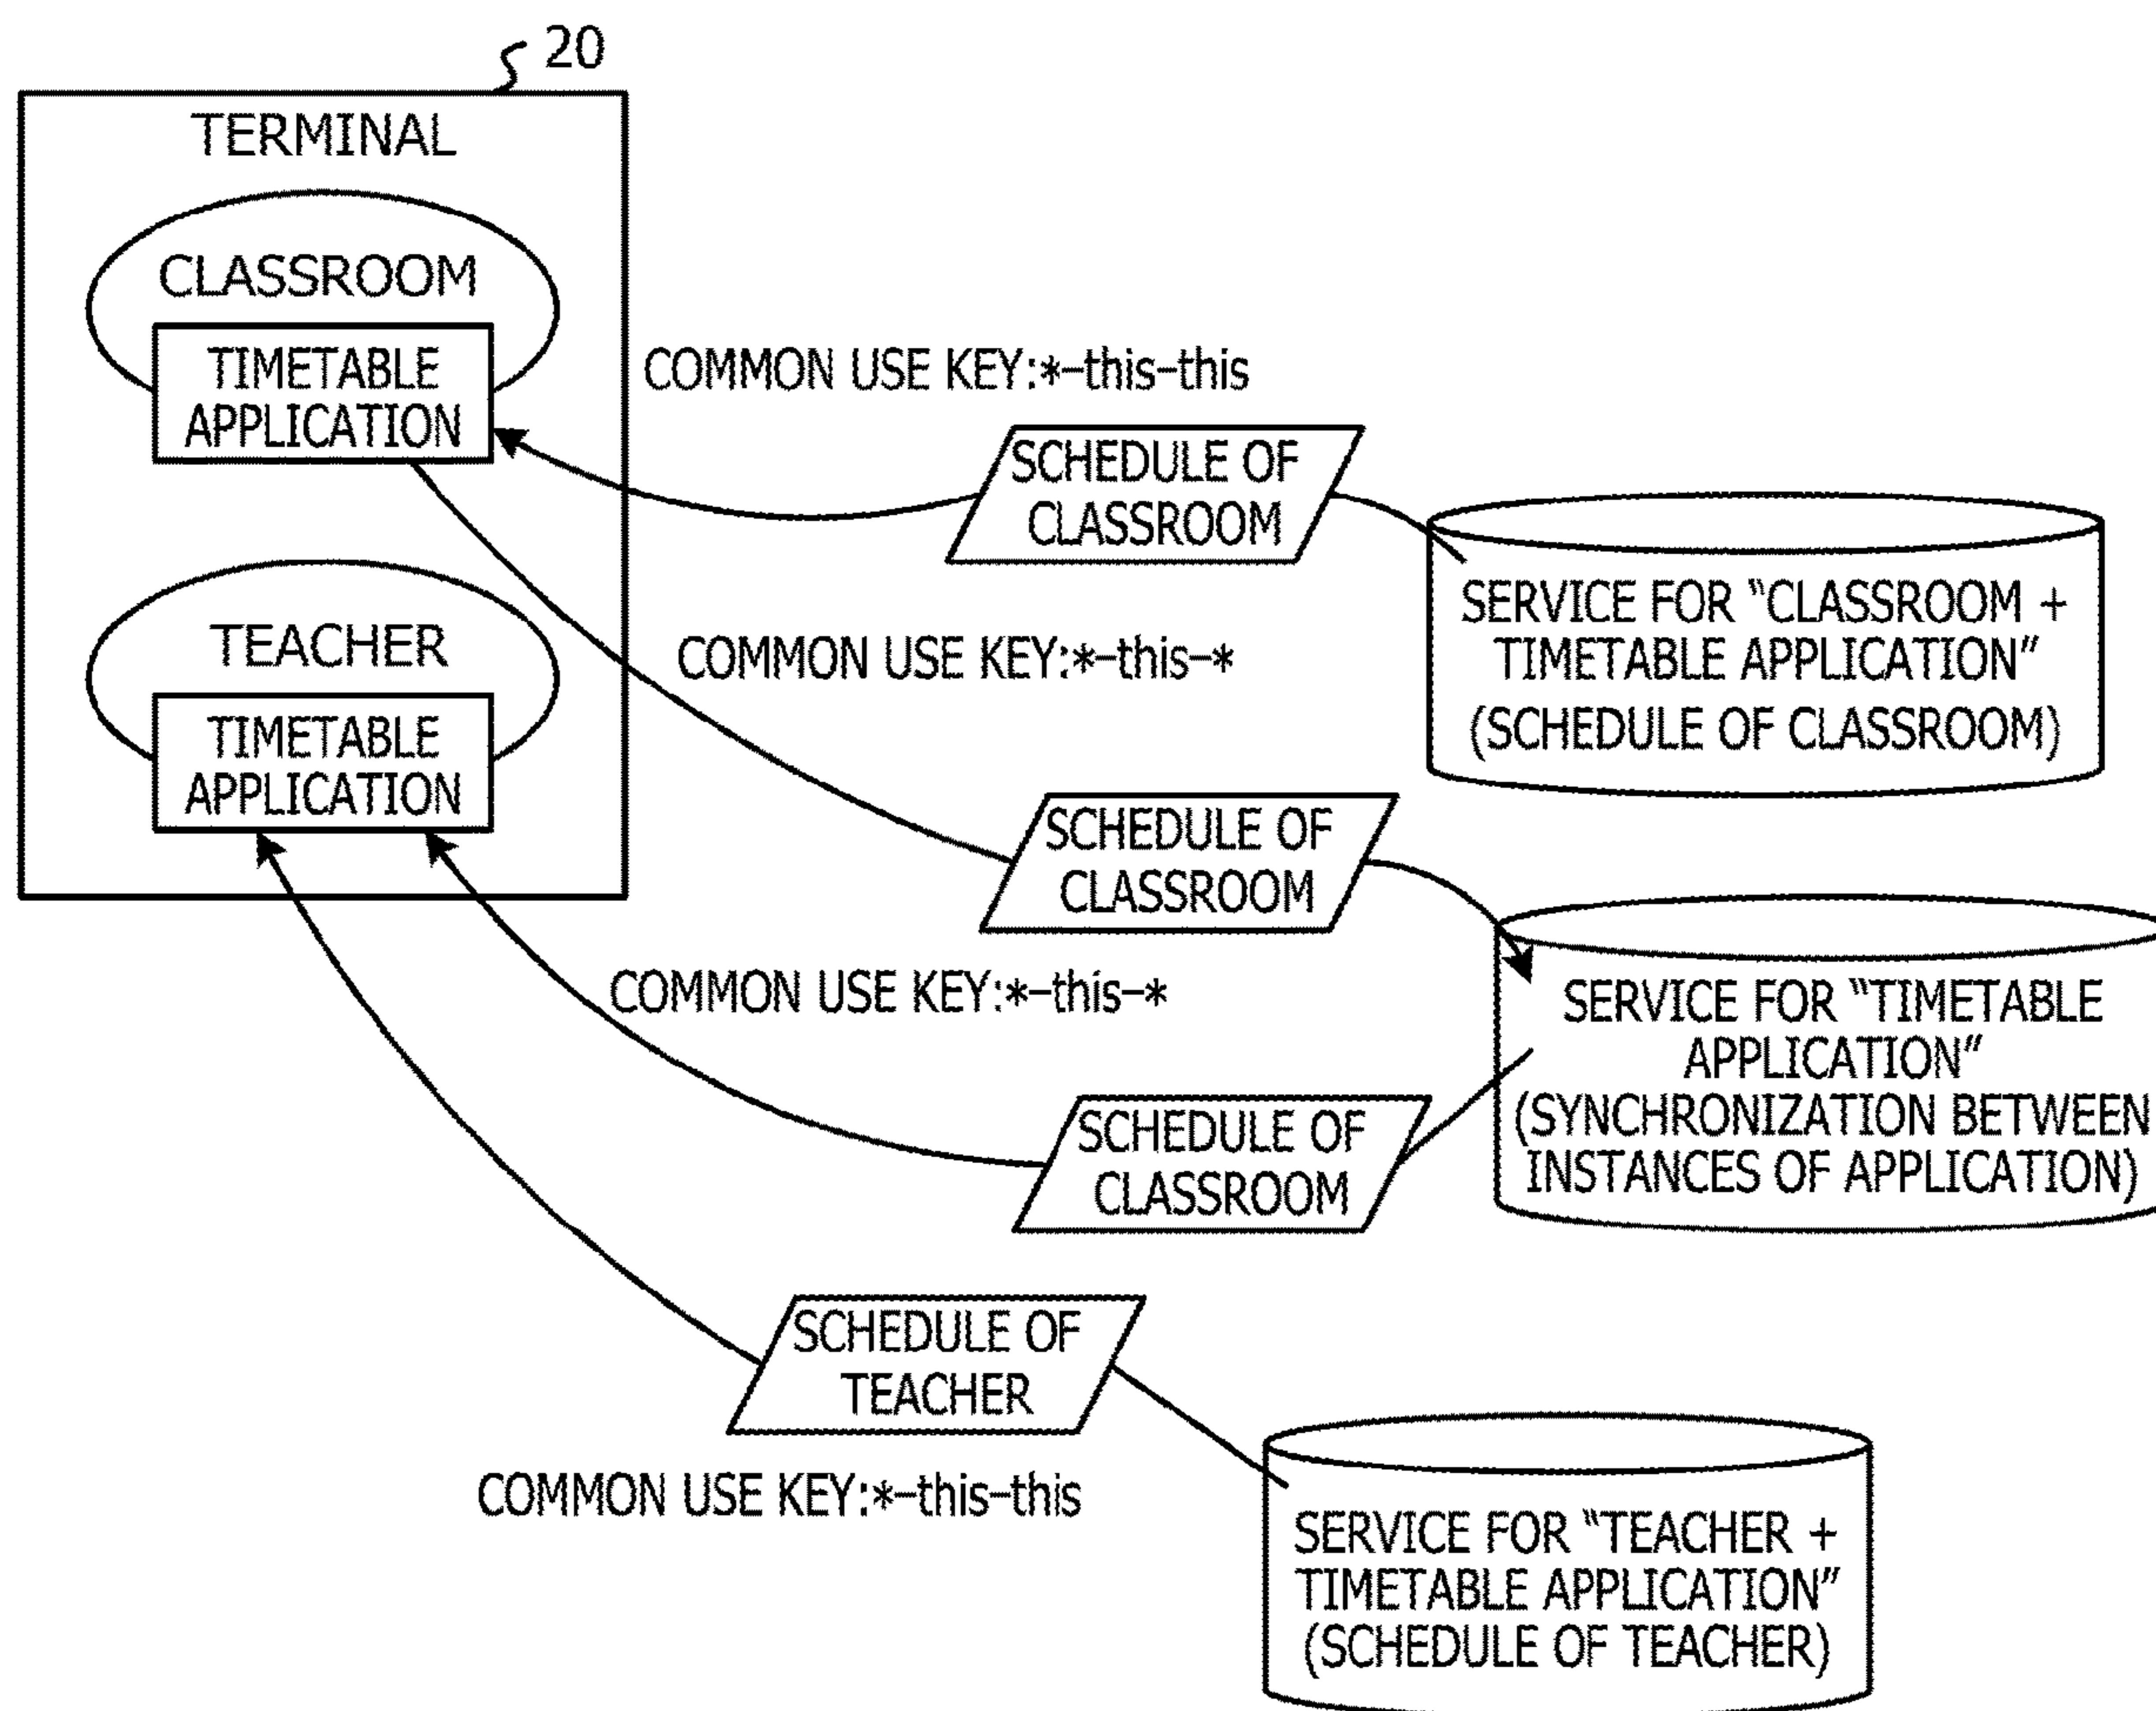 20
TERMINAL
CLASSROOM
TIMETABLE
APPLICATION
COMMON USE KEY:*-this-this
SCHEDULE OF
CLASSROOM
SERVICE FOR “CLASSROOM +
TIMETABLE APPLICATION”
(SCHEDULE OF CLASSROOM)
TEACHER
TIMETABLE
APPLICATION
COMMON USE KEY:*-this-*
SCHEDULE OF
CLASSROOM
COMMON USE KEY:*-this-*
SERVICE FOR “TIMETABLE
APPLICATION”
(SYNCHRONIZATION BETWEEN
INSTANCES OF APPLICATION)
SCHEDULE OF
CLASSROOM
SCHEDULE OF
TEACHER
COMMON USE KEY:*-this-this
SERVICE FOR “TEACHER +
TIMETABLE APPLICATION”
(SCHEDULE OF TEACHER)